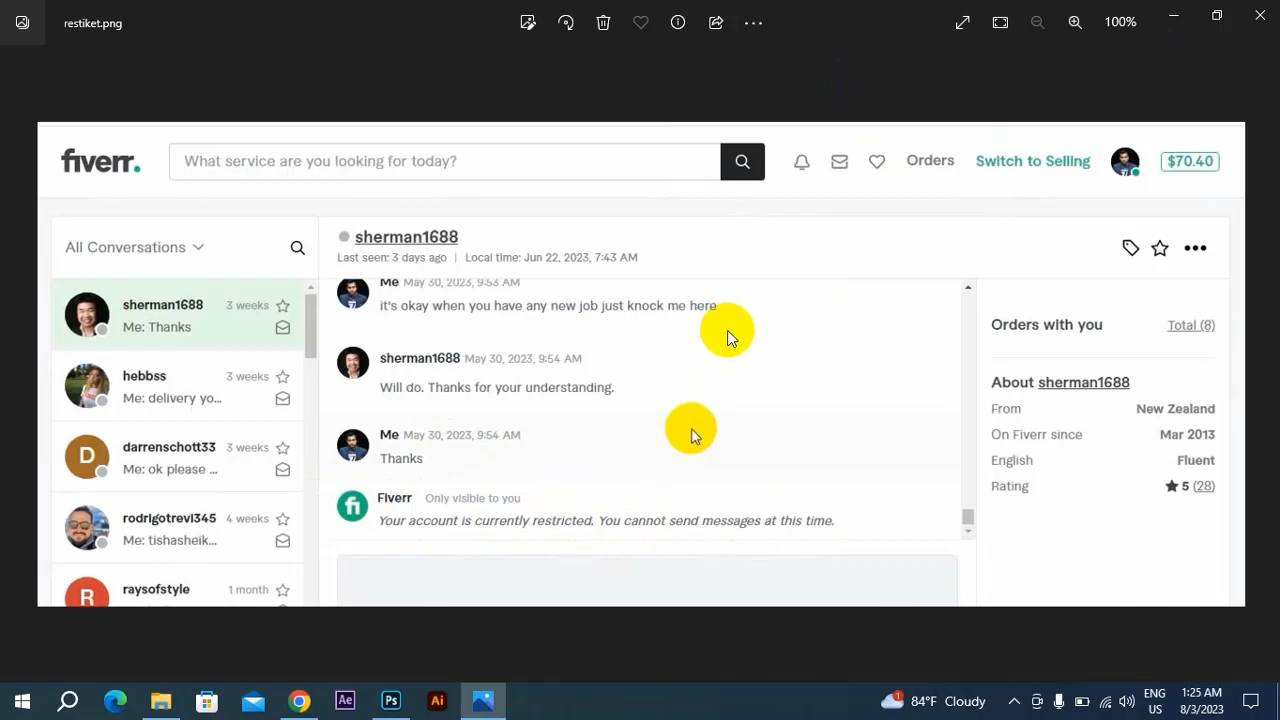 restiket.png
100%
fiverr.
What service are you looking for today?
Orders
Switch to Selling
$70.40
All Conversations
sherman1688
Last seen: 3 days ago | Local time: Jun 22, 2023, 7:43 AM
sherman1688 3 weeks
Me: Thanks
hebbss 3 weeks
Me: delivery yo...
darrenschott33 3 weeks
Me: ok please ...
rodrigotrevi345 4 weeks
Me: tishasheik...
raysofstyle 1 month
Me May 30, 2023, 9:53 AM
it's okay when you have any new job just knock me here
sherman1688 May 30, 2023, 9:54 AM
Will do. Thanks for your understanding.
Me May 30, 2023, 9:54 AM
Thanks
Fiverr Only visible to you
Your account is currently restricted. You cannot send messages at this time.
Orders with you Total (8)
About sherman1688
From New Zealand
On Fiverr since Mar 2013
English Fluent
Rating ★ 5 (28)
D
R
fi
Ae
Ps
Ai
1
84°F Cloudy
ENG
US
1:25 AM
8/3/2023